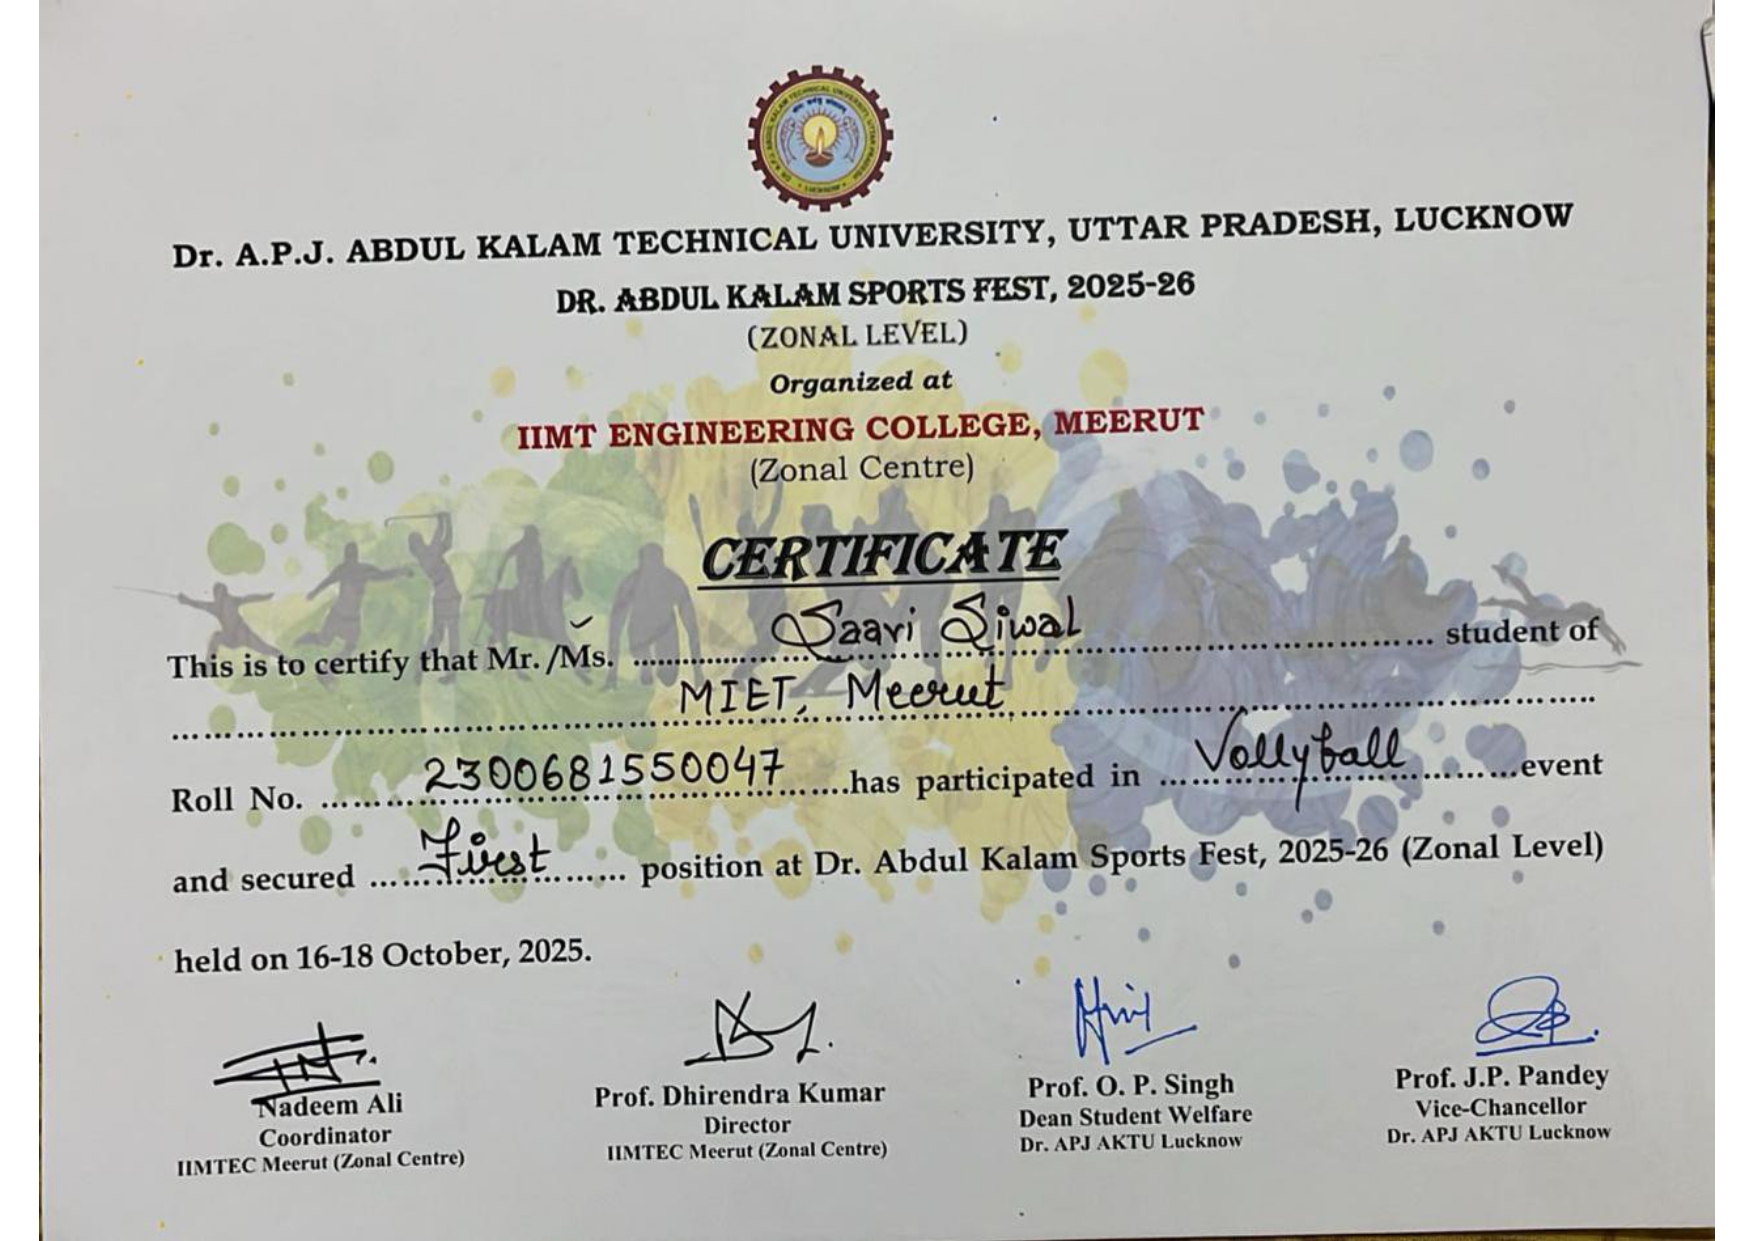 Dr. A.P.J. ABDUL KALAM TECHNICAL UNIVERSITY, UTTAR PRADESH, LUCKNOW
DR. ABDUL KALAM SPORTS FEST, 2025-26
(ZONAL LEVEL)
Organized at
IIMT ENGINEERING COLLEGE, MEERUT
(Zonal Centre)
CERTIFICATE
This is to certify that Mr. /Ms. Saavi Siwal student of
MIET, Meerut
Roll No. 2300681550047 has participated in Vollyball event
and secured First position at Dr. Abdul Kalam Sports Fest, 2025-26 (Zonal Level)
held on 16-18 October, 2025.
Nadeem Ali
Coordinator
IIMTEC Meerut (Zonal Centre)
Prof. Dhirendra Kumar
Director
IIMTEC Meerut (Zonal Centre)
Prof. O. P. Singh
Dean Student Welfare
Dr. APJ AKTU Lucknow
Prof. J.P. Pandey
Vice-Chancellor
Dr. APJ AKTU Lucknow